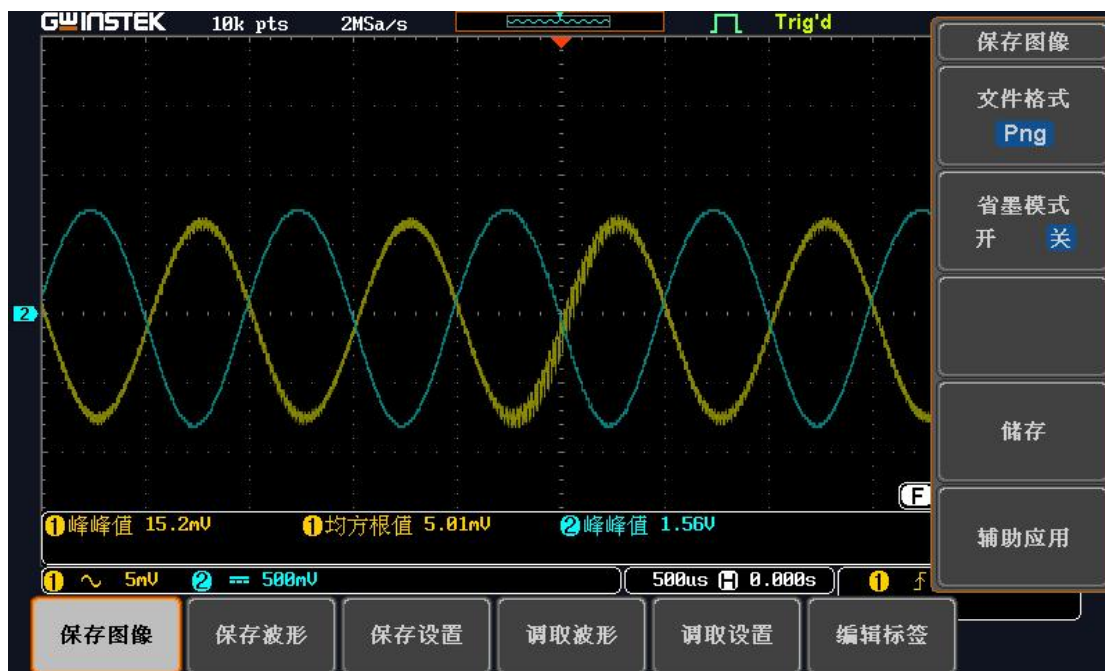 GWINSTEK 10k pts 2MSa/s Trig'd
保存图像
文件格式
Png
省墨模式
开 关
储存
辅助应用
2
F
1峰峰值 15.2mV 1均方根值 5.01mV 2峰峰值 1.56V
1 ~ 5mV 2 500mV 500us H 0.000s 1
保存图像 保存波形 保存设置 调取波形 调取设置 编辑标签